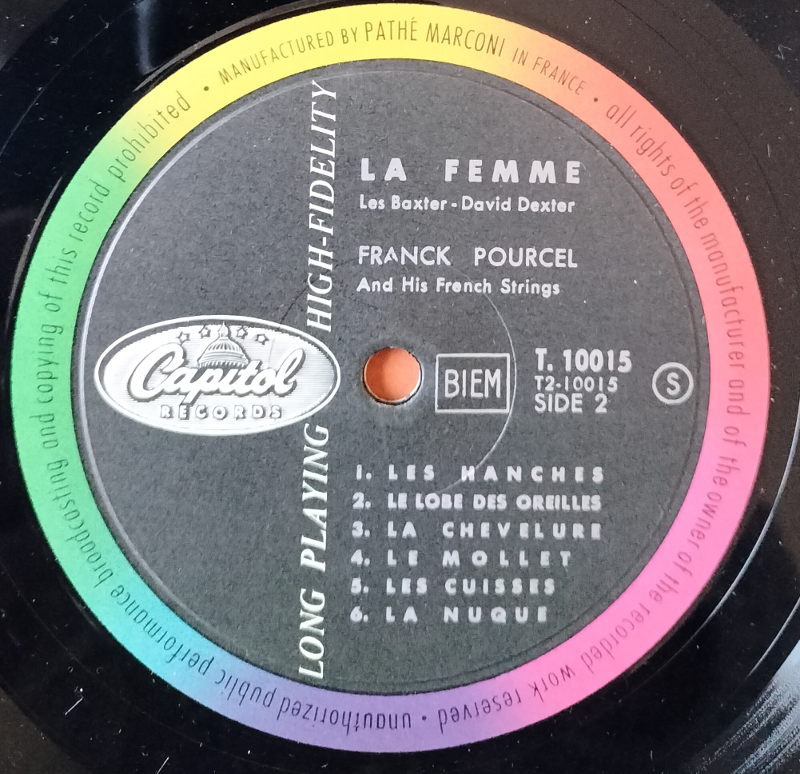 MANUFACTURED BY PATHÉ MARCONI IN FRANCE • all rights of the manufacturer and of the owner of the recorded work reserved • unauthorized public performance broadcasting and copying of this record prohibited •
LONG PLAYING HIGH-FIDELITY
LA FEMME
Les Baxter - David Dexter
FRANCK POURCEL
And His French Strings
Capitol
RECORDS
BIEM
T. 10015
T2-10015
SIDE 2
S
1. LES HANCHES
2. LE LOBE DES OREILLES
3. LA CHEVELURE
4. LE MOLLET
5. LES CUISSES
6. LA NUQUE